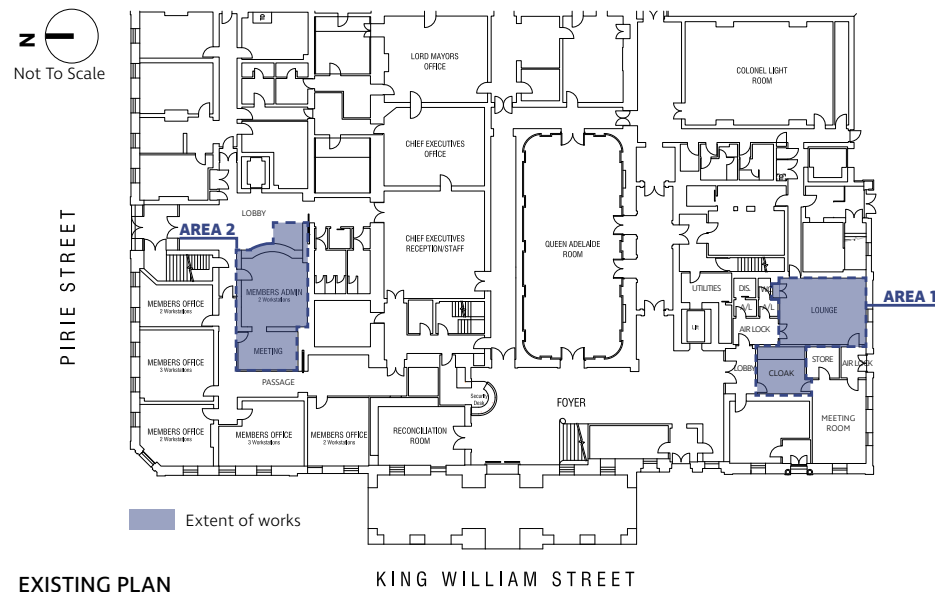 N
Not To Scale
PIRIE STREET
LORD MAYORS
OFFICE
COLONEL LIGHT
ROOM
CHIEF EXECUTIVES
OFFICE
LOBBY
AREA 2
CHIEF EXECUTIVES
RECEPTION/STAFF
QUEEN ADELAIDE
ROOM
MEMBERS ADMIN
2 Workstations
MEMBERS OFFICE
2 Workstations
UTILITIES
DIS.
A/L
A/L
LOUNGE
AREA 1
Lift
AIR LOCK
MEETING
MEMBERS OFFICE
3 Workstations
LOBBY
CLOAK
STORE
AIR LOCK
PASSAGE
Security
Desk
FOYER
MEETING
ROOM
MEMBERS OFFICE
2 Workstations
MEMBERS OFFICE
3 Workstations
MEMBERS OFFICE
2 Workstations
RECONCILIATION
ROOM
Extent of works
EXISTING PLAN
KING WILLIAM STREET